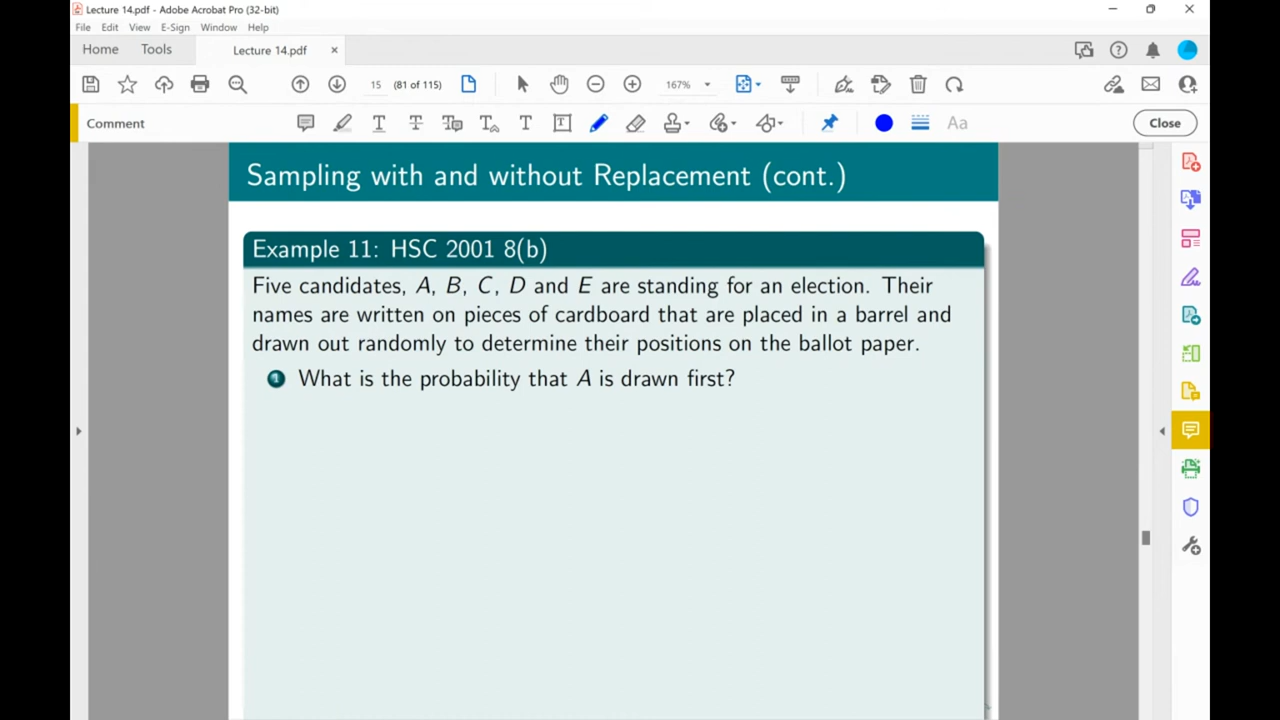 Lecture 14.pdf - Adobe Acrobat Pro (32-bit)
File Edit View E-Sign Window Help
Home Tools Lecture 14.pdf ×
15 (81 of 115) 167%
Comment T T T T T Aa Close
Sampling with and without Replacement (cont.)
Example 11: HSC 2001 8(b)
Five candidates, A, B, C, D and E are standing for an election. Their
names are written on pieces of cardboard that are placed in a barrel and
drawn out randomly to determine their positions on the ballot paper.
1 What is the probability that A is drawn first?